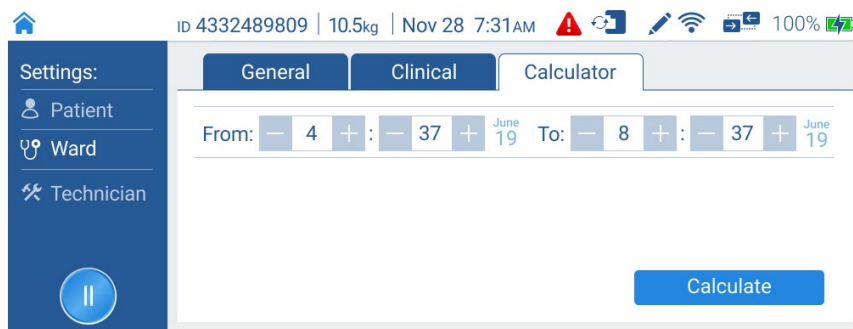 ID 4332489809 | 10.5kg | Nov 28 7:31AM 100%
Settings:
Patient
Ward
Technician
General Clinical Calculator
From: − 4 + : − 37 + June 19 To: − 8 + : − 37 + June 19
Calculate